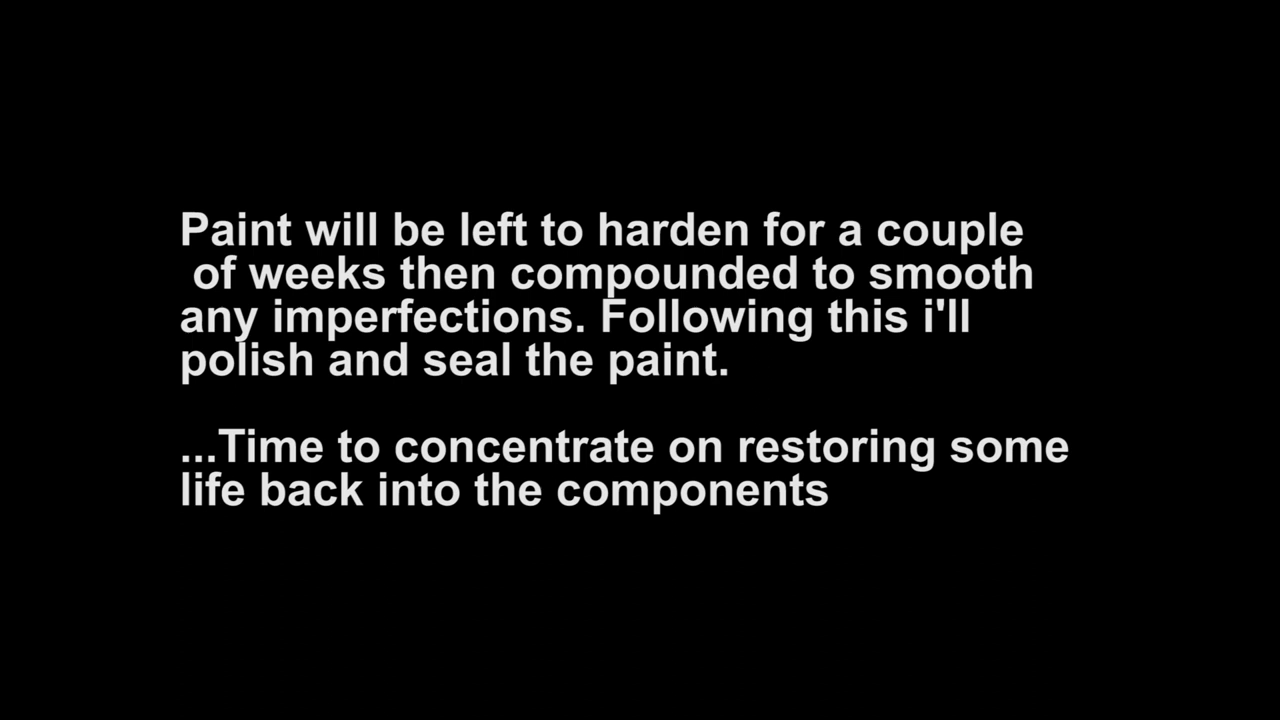 Paint will be left to harden for a couple
of weeks then compounded to smooth
any imperfections. Following this i'll
polish and seal the paint.
...Time to concentrate on restoring some
life back into the components